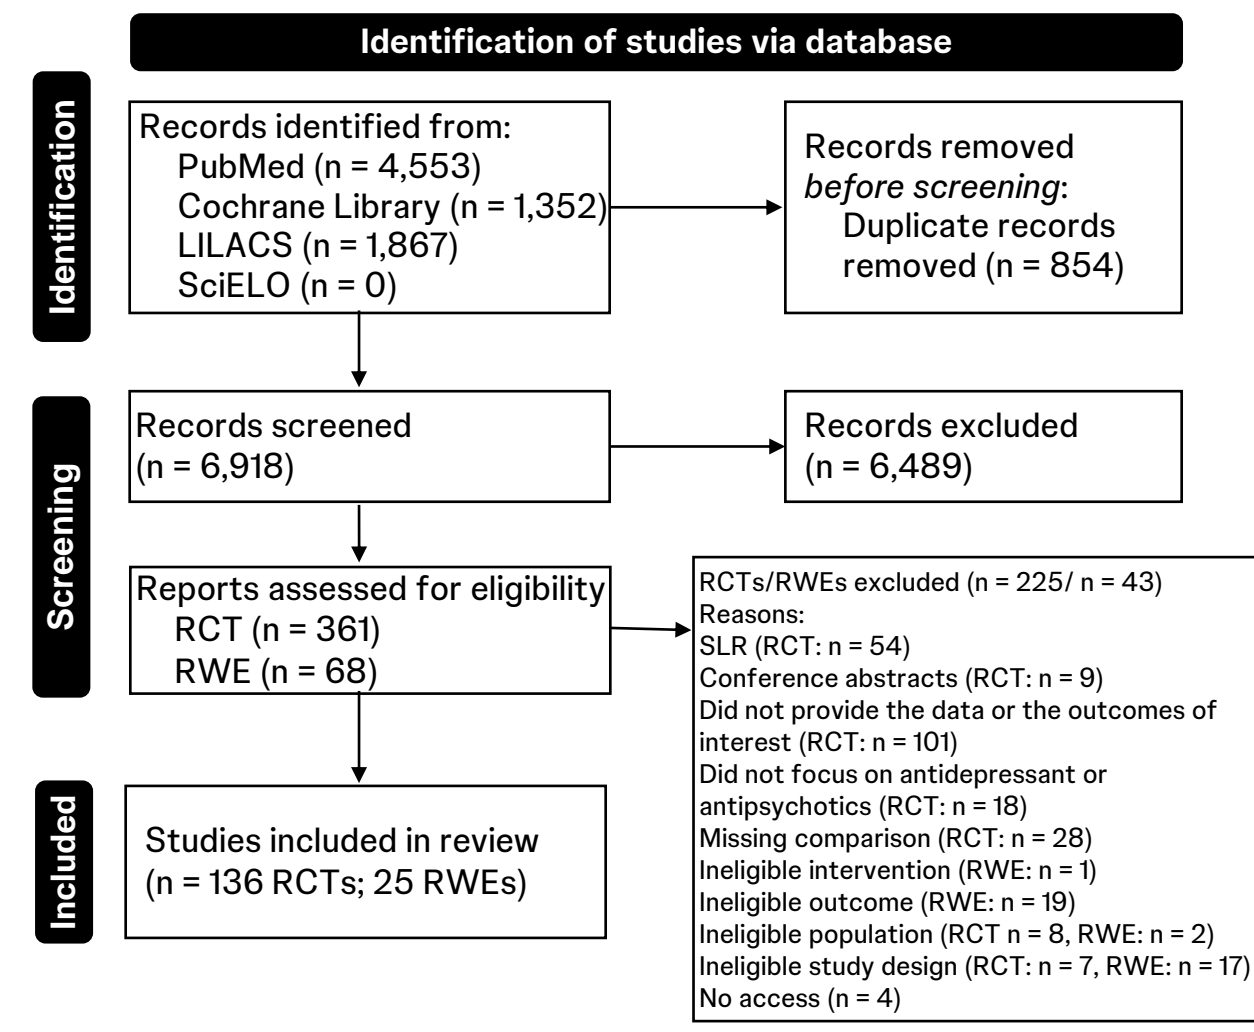 Identification of studies via database
Identification
Records identified from:
PubMed (n = 4,553)
Cochrane Library (n = 1,352)
LILACS (n = 1,867)
SciELO (n = 0)
Records removed
before screening:
Duplicate records
removed (n = 854)
Screening
Records screened
(n = 6,918)
Records excluded
(n = 6,489)
Reports assessed for eligibility
RCT (n = 361)
RWE (n = 68)
RCTs/RWEs excluded (n = 225/ n = 43)
Reasons:
SLR (RCT: n = 54)
Conference abstracts (RCT: n = 9)
Did not provide the data or the outcomes of
interest (RCT: n = 101)
Did not focus on antidepressant or
antipsychotics (RCT: n = 18)
Missing comparison (RCT: n = 28)
Ineligible intervention (RWE: n = 1)
Ineligible outcome (RWE: n = 19)
Ineligible population (RCT n = 8, RWE: n = 2)
Ineligible study design (RCT: n = 7, RWE: n = 17)
No access (n = 4)
Included
Studies included in review
(n = 136 RCTs; 25 RWEs)